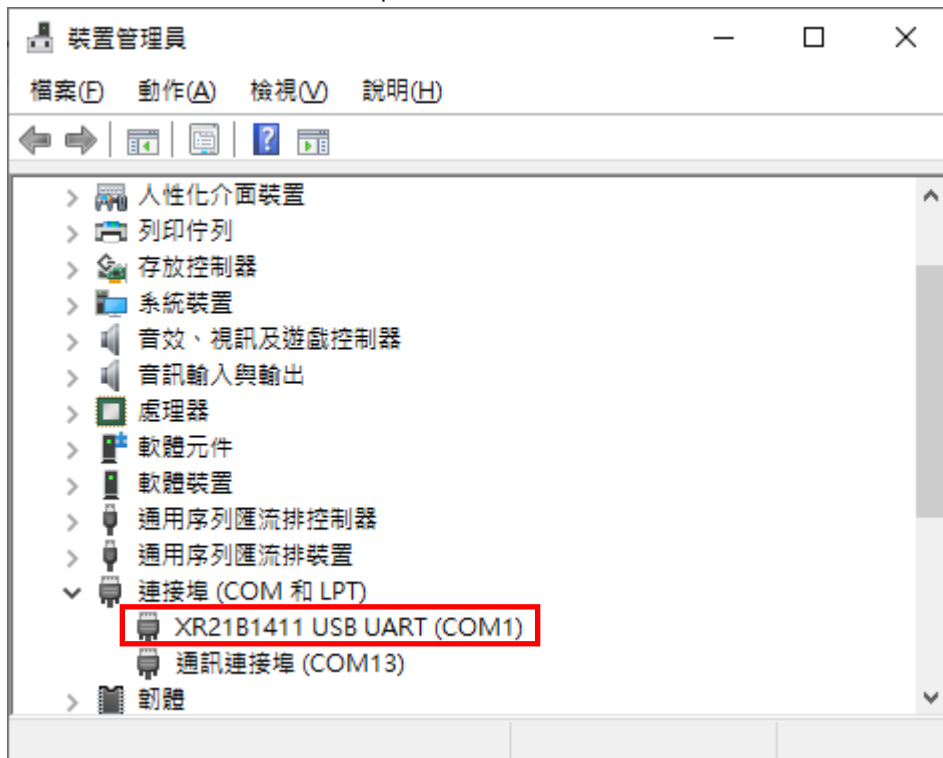 裝置管理員
檔案(F) 動作(A) 檢視(V) 說明(H)
人性化介面裝置
列印佇列
存放控制器
系統裝置
音效、視訊及遊戲控制器
音訊輸入與輸出
處理器
軟體元件
軟體裝置
通用序列匯流排控制器
通用序列匯流排裝置
連接埠 (COM 和 LPT)
XR21B1411 USB UART (COM1)
通訊連接埠 (COM13)
韌體